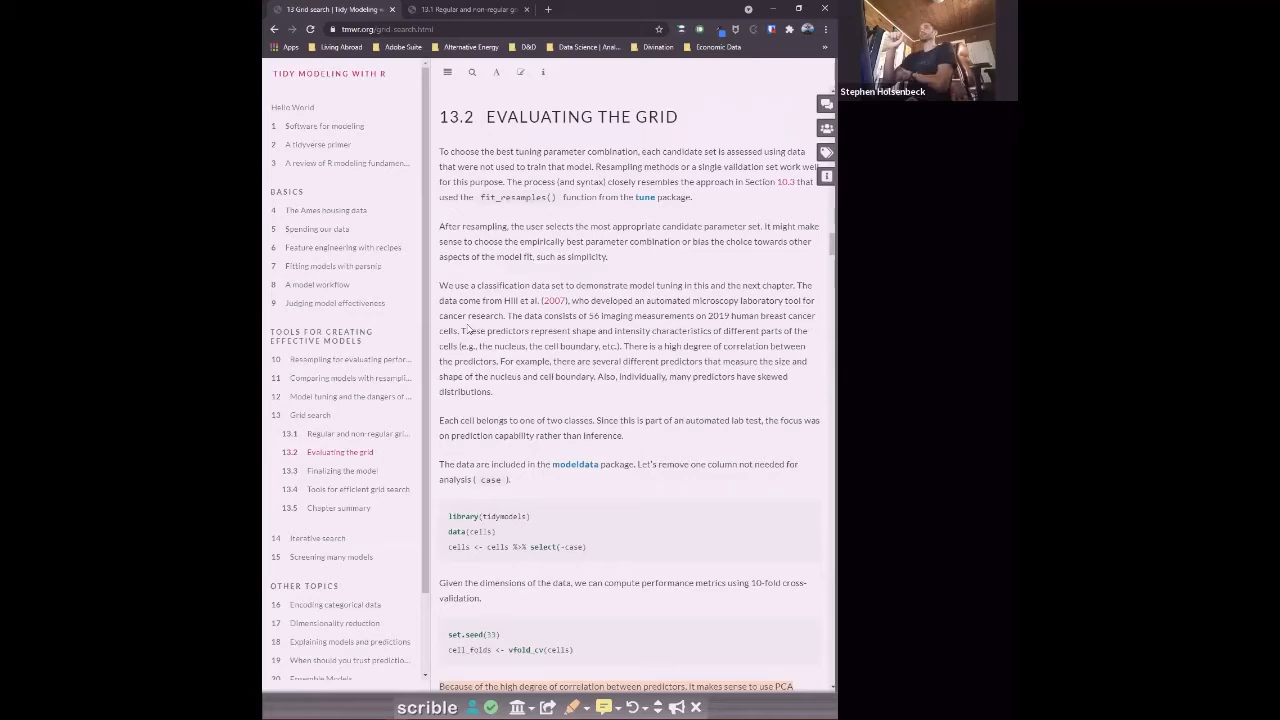 13 Grid search | Tidy Modeling w
13.1 Regular and non-regular gr
tmwr.org/grid-search.html
Apps
Living Abroad
Adobe Suite
Alternative Energy
D&D
Data Science | Anal...
Divination
Economic Data
»
Stephen Holsenbeck
TIDY MODELING WITH R
Hello World
1 Software for modeling
2 A tidyverse primer
3 A review of R modeling fundamen...
BASICS
4 The Ames housing data
5 Spending our data
6 Feature engineering with recipes
7 Fitting models with parsnip
8 A model workflow
9 Judging model effectiveness
TOOLS FOR CREATING
EFFECTIVE MODELS
10 Resampling for evaluating perfor...
11 Comparing models with resampli...
12 Model tuning and the dangers of ...
13 Grid search
13.1 Regular and non-regular gri...
13.2 Evaluating the grid
13.3 Finalizing the model
13.4 Tools for efficient grid search
13.5 Chapter summary
14 Iterative search
15 Screening many models
OTHER TOPICS
16 Encoding categorical data
17 Dimensionality reduction
18 Explaining models and predictions
19 When should you trust predictio...
20 Ensemble Models
13.2 EVALUATING THE GRID
To choose the best tuning parameter combination, each candidate set is assessed using data
that were not used to train that model. Resampling methods or a single validation set work well
for this purpose. The process (and syntax) closely resembles the approach in Section 10.3 that
used the fit_resamples() function from the tune package.
After resampling, the user selects the most appropriate candidate parameter set. It might make
sense to choose the empirically best parameter combination or bias the choice towards other
aspects of the model fit, such as simplicity.
We use a classification data set to demonstrate model tuning in this and the next chapter. The
data come from Hill et al. (2007), who developed an automated microscopy laboratory tool for
cancer research. The data consists of 56 imaging measurements on 2019 human breast cancer
cells. These predictors represent shape and intensity characteristics of different parts of the
cells (e.g., the nucleus, the cell boundary, etc.). There is a high degree of correlation between
the predictors. For example, there are several different predictors that measure the size and
shape of the nucleus and cell boundary. Also, individually, many predictors have skewed
distributions.
Each cell belongs to one of two classes. Since this is part of an automated lab test, the focus was
on prediction capability rather than inference.
The data are included in the modeldata package. Let's remove one column not needed for
analysis ( case ).
library(tidymodels)
data(cells)
cells <- cells %>% select(-case)
Given the dimensions of the data, we can compute performance metrics using 10-fold cross-
validation.
set.seed(33)
cell_folds <- vfold_cv(cells)
Because of the high degree of correlation between predictors, it makes sense to use PCA
scrible